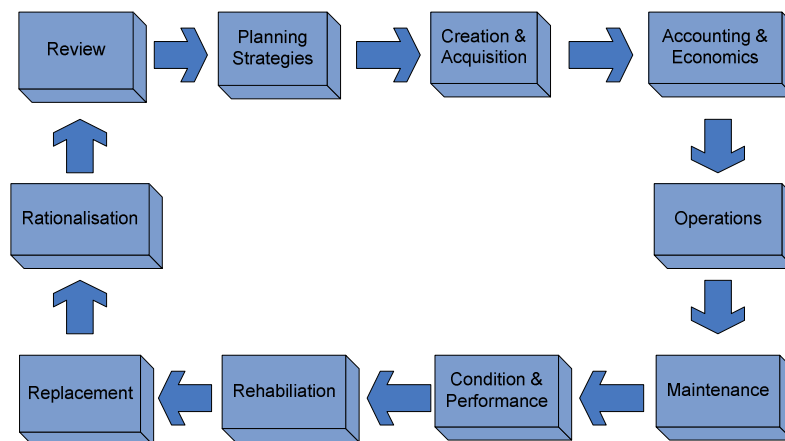 Review
Planning
Strategies
Creation &
Acquisition
Accounting &
Economics
Operations
Maintenance
Condition &
Performance
Rehabiliation
Replacement
Rationalisation